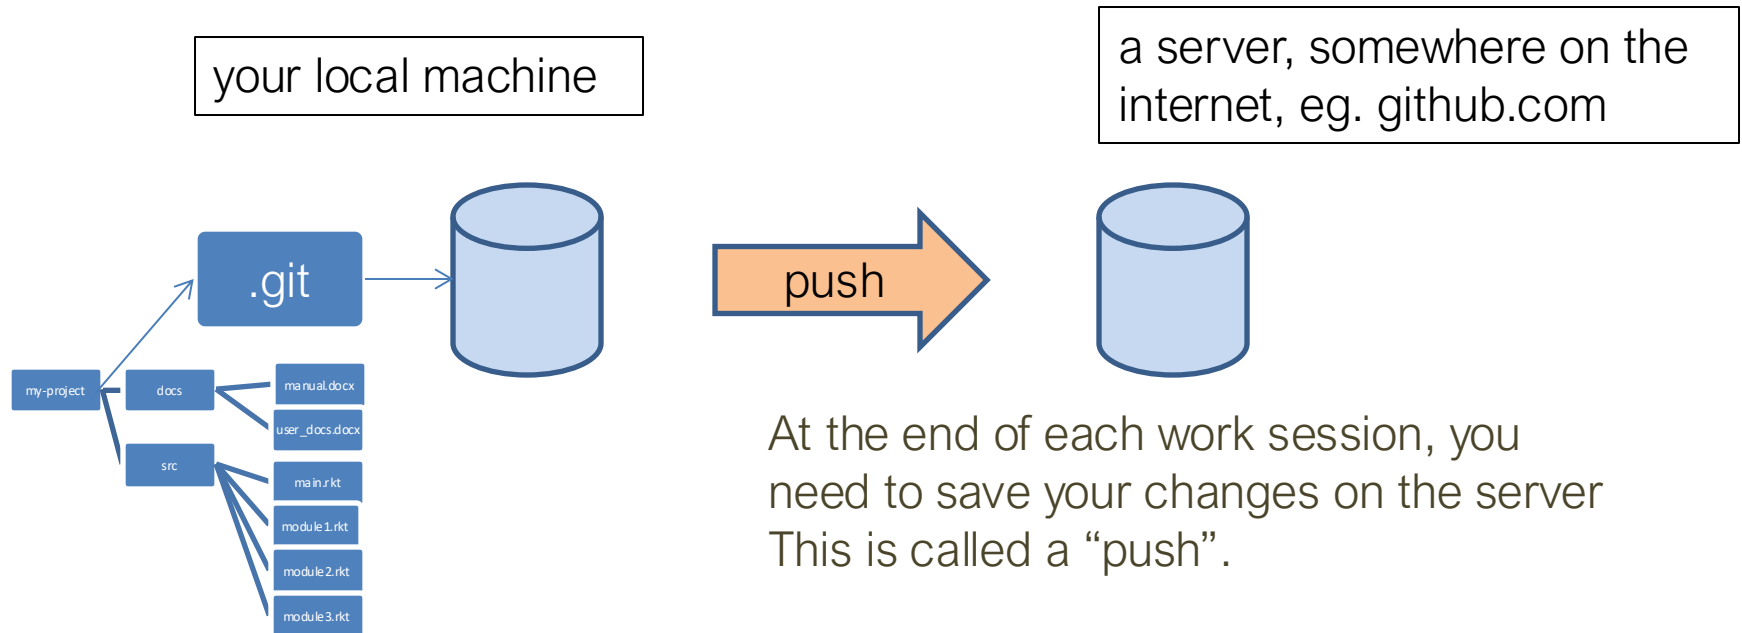 your local machine
a server, somewhere on the
internet, eg. github.com
.git
push
my-project
docs
manual.docx
user_docs.docx
src
main.rkt
module1.rkt
module2.rkt
module3.rkt
At the end of each work session, you
need to save your changes on the server
This is called a “push”.